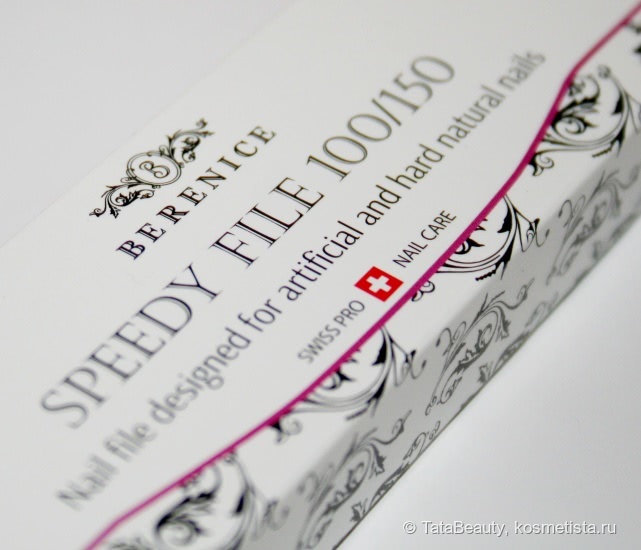 B
BERENICE
SPEEDY FILE 100/150
Nail file designed for artificial and hard natural nails
SWISS PRO NAIL CARE
© TataBeauty, kosmetista.ru